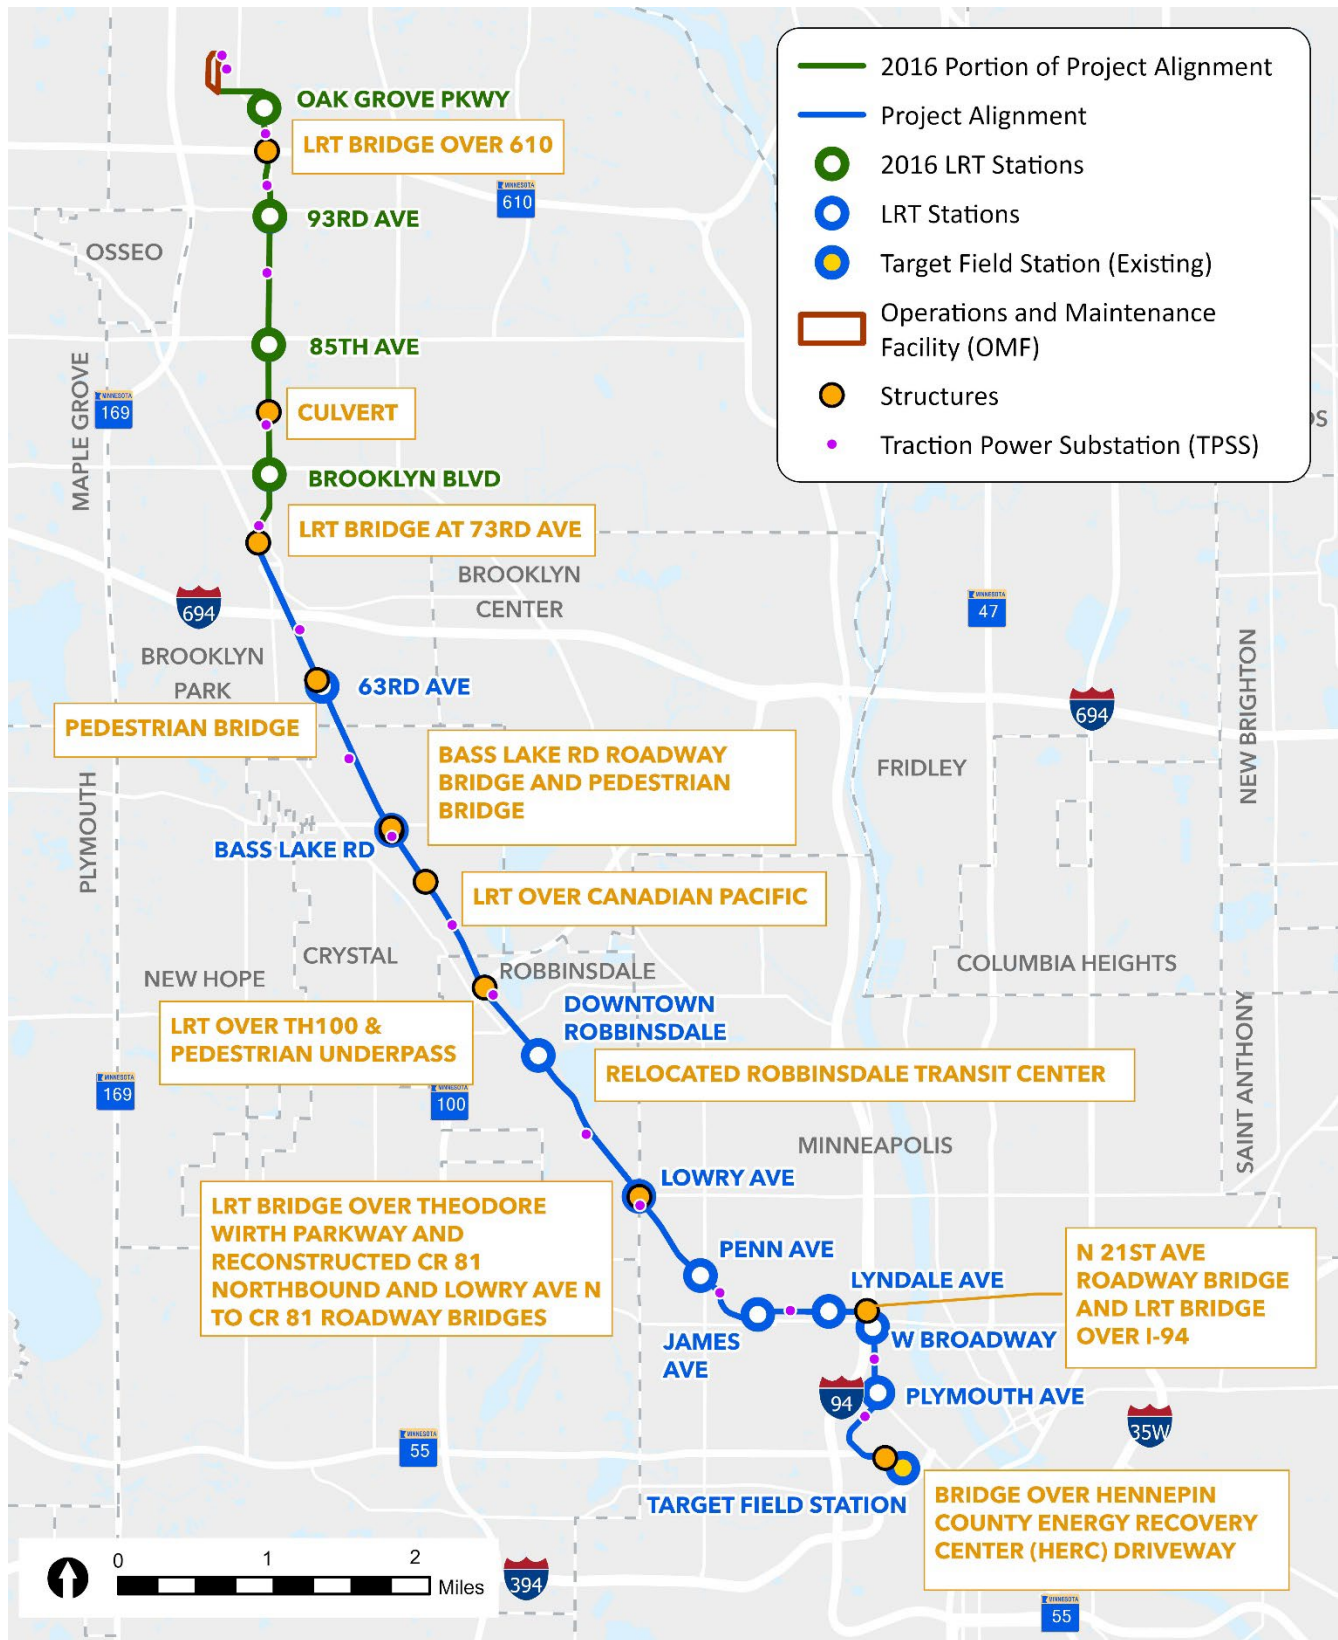 2016 Portion of Project Alignment
Project Alignment
2016 LRT Stations
LRT Stations
Target Field Station (Existing)
Operations and Maintenance
Facility (OMF)
Structures
Traction Power Substation (TPSS)
OAK GROVE PKWY
LRT BRIDGE OVER 610
MINNESOTA
610
93RD AVE
OSSEO
85TH AVE
MAPLE GROVE
MINNESOTA
169
CULVERT
BROOKLYN BLVD
LRT BRIDGE AT 73RD AVE
BROOKLYN
CENTER
694
MINNESOTA
47
BROOKLYN
PARK
63RD AVE
NEW BRIGHTON
694
PEDESTRIAN BRIDGE
BASS LAKE RD ROADWAY
BRIDGE AND PEDESTRIAN
BRIDGE
FRIDLEY
PLYMOUTH
BASS LAKE RD
LRT OVER CANADIAN PACIFIC
CRYSTAL
NEW HOPE
ROBBINSDALE
COLUMBIA HEIGHTS
DOWNTOWN
ROBBINSDALE
LRT OVER TH100 &
PEDESTRIAN UNDERPASS
RELOCATED ROBBINSDALE TRANSIT CENTER
SAINT ANTHONY
MINNESOTA
169
MINNESOTA
100
MINNEAPOLIS
LOWRY AVE
LRT BRIDGE OVER THEODORE
WIRTH PARKWAY AND
RECONSTRUCTED CR 81
NORTHBOUND AND LOWRY AVE N
TO CR 81 ROADWAY BRIDGES
PENN AVE
LYNDALE AVE
N 21ST AVE
ROADWAY BRIDGE
AND LRT BRIDGE
OVER I-94
JAMES
AVE
W BROADWAY
PLYMOUTH AVE
94
35W
MINNESOTA
55
TARGET FIELD STATION
BRIDGE OVER HENNEPIN
COUNTY ENERGY RECOVERY
CENTER (HERC) DRIVEWAY
0 1 2
Miles
394
MINNESOTA
55